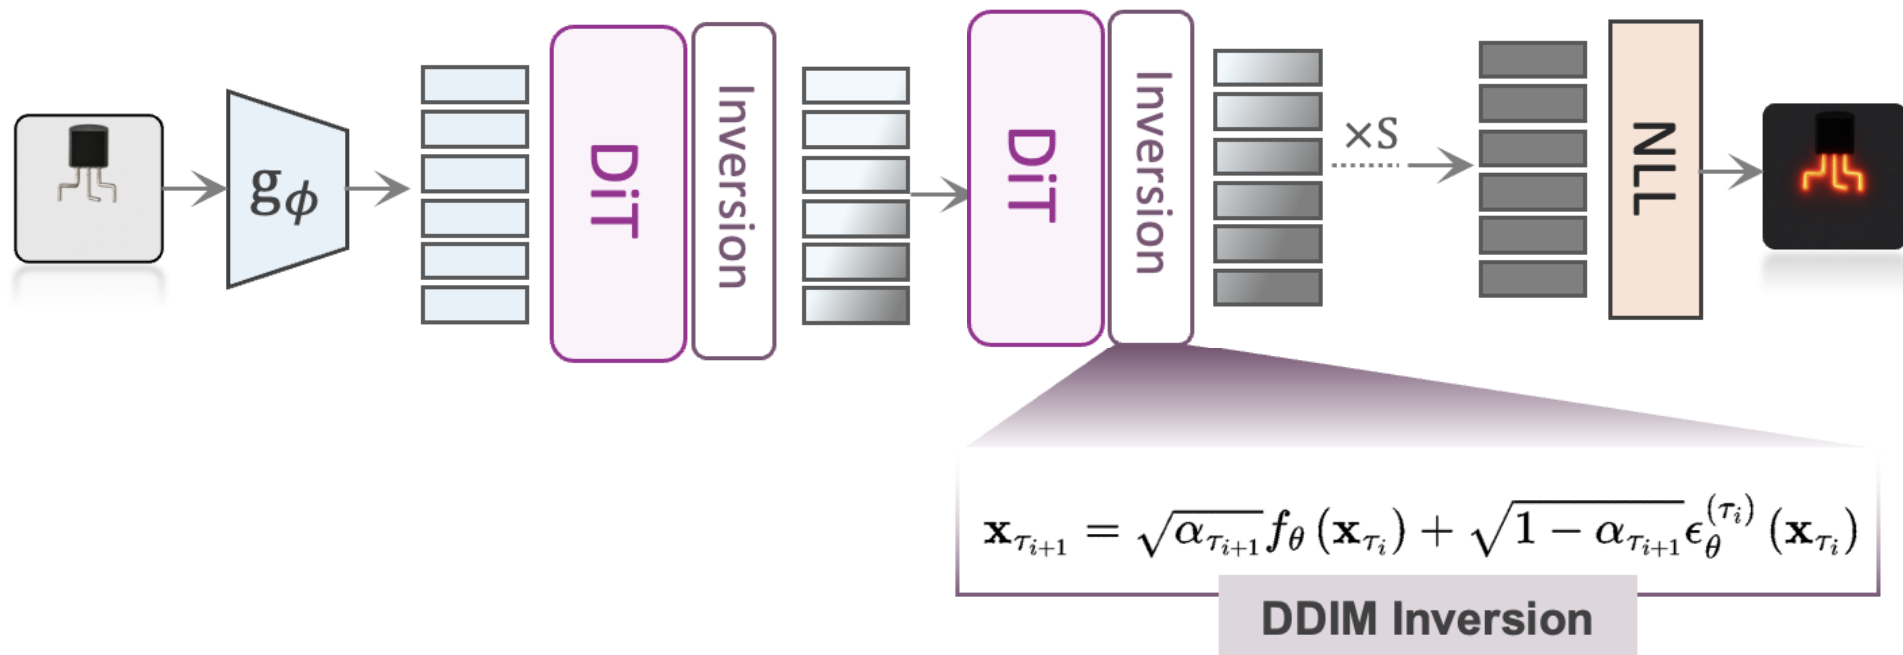 g_ϕ
DiT
Inversion
DiT
Inversion
×S
NLL
𝐱_{τ_{i+1}} = √(α_{τ_{i+1}}) f_θ (𝐱_{τ_i}) + √(1 − α_{τ_{i+1}}) ϵ_θ^{(τ_i)} (𝐱_{τ_i})
DDIM Inversion